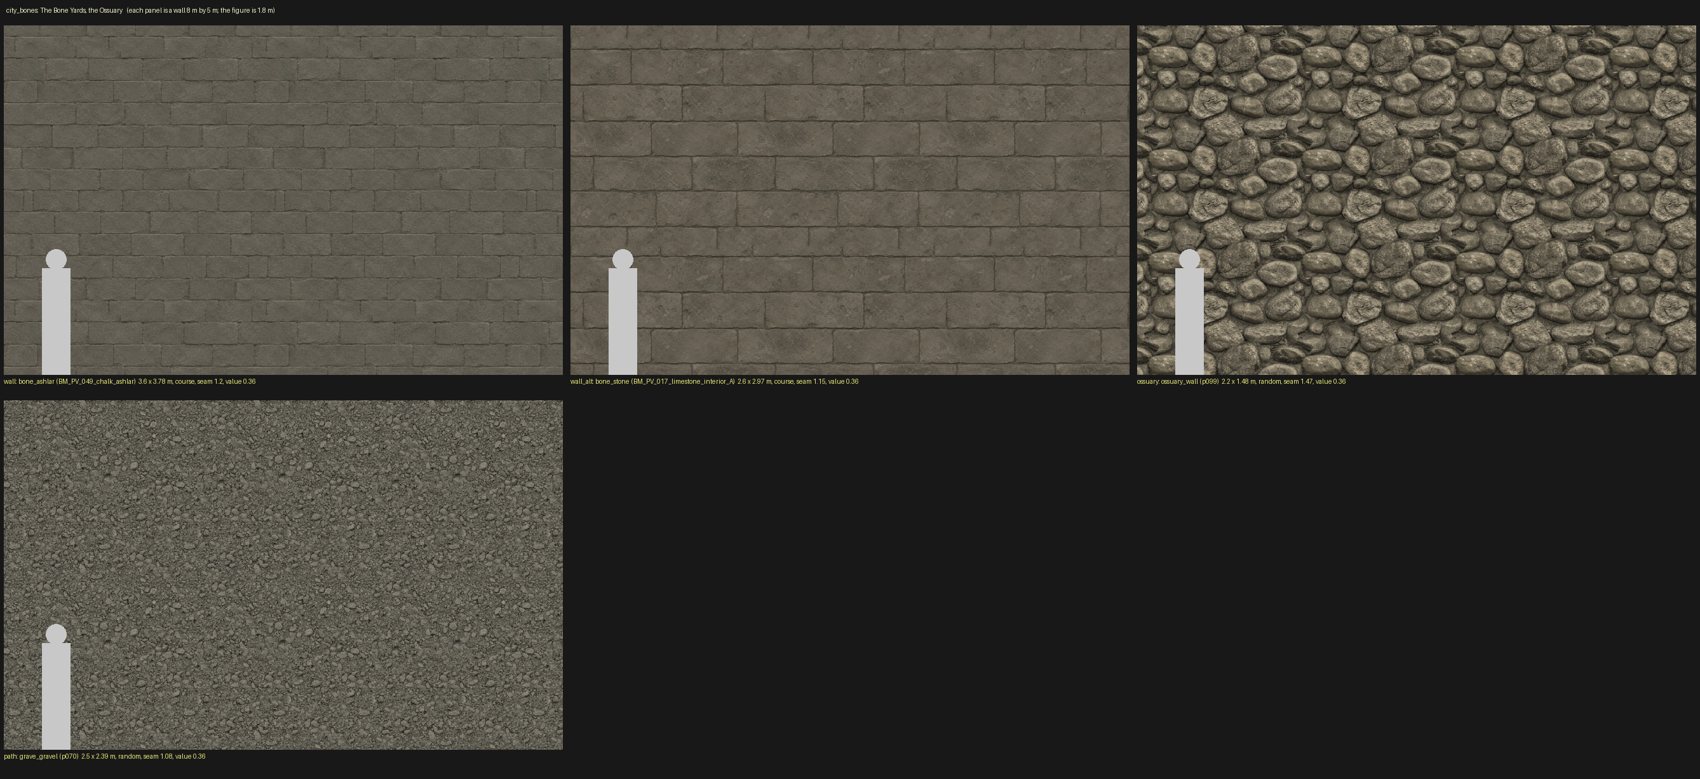 city_bones: The Bone Yards, the Ossuary (each panel is a wall 8 m by 5 m; the figure is 1.8 m)
wall: bone_ashlar (BM_PV_049_chalk_ashlar) 3.6 x 3.78 m, course, seam 1.2, value 0.36
wall_alt: bone_stone (BM_PV_017_limestone_interior_A) 2.6 x 2.97 m, course, seam 1.15, value 0.36
ossuary: ossuary_wall (p099) 2.2 x 1.48 m, random, seam 1.47, value 0.36
path: grave_gravel (p070) 2.5 x 2.39 m, random, seam 1.08, value 0.36